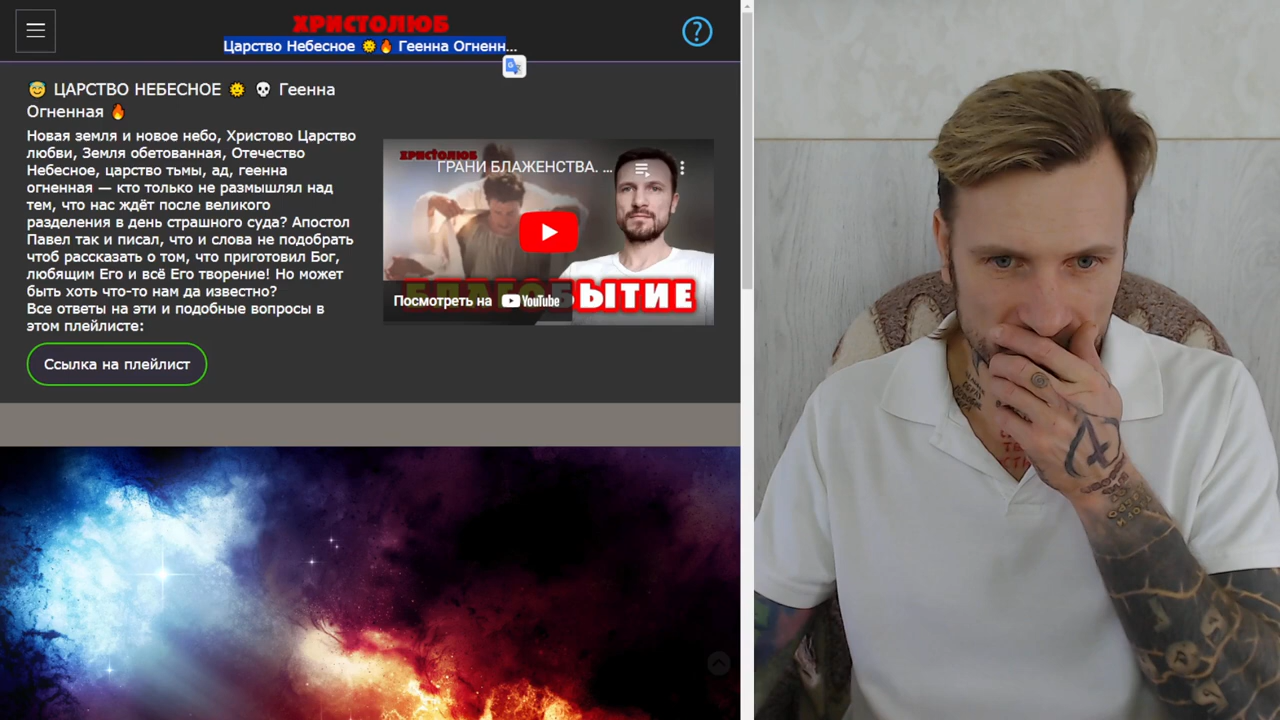 ХРИСТОЛЮБ
Царство Небесное 🌞🔥 Геенна Огненн...
😇 ЦАРСТВО НЕБЕСНОЕ 🌞 💀 Геенна
Огненная 🔥
Новая земля и новое небо, Христово Царство
любви, Земля обетованная, Отечество
Небесное, царство тьмы, ад, геенна
огненная — кто только не размышлял над
тем, что нас ждёт после великого
разделения в день страшного суда? Апостол
Павел так и писал, что и слова не подобрать
чтоб рассказать о том, что приготовил Бог,
любящим Его и всё Его творение! Но может
быть хоть что-то нам да известно?
Все ответы на эти и подобные вопросы в
этом плейлисте:
Ссылка на плейлист
ХРИСТОЛЮБ
ГРАНИ БЛАЖЕНСТВА. ...
БЛАГОБЫТИЕ
Посмотреть на YouTube